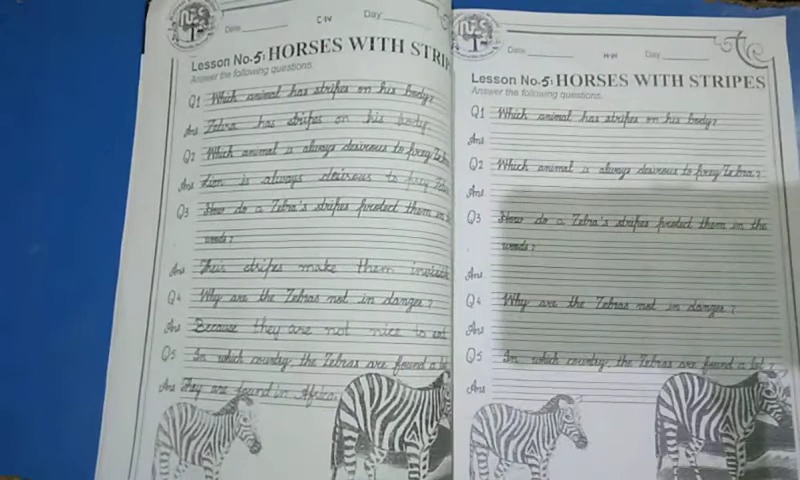 NPS
Date
C-IV
Day
Lesson No.5: HORSES WITH STRIP
Answer the following questions.
Q1 Which animal has stripes on his body?
Ans Zebra has stripes on his body.
Q2 Which animal is always desirous to prey Zeb
Ans Lion is always desirous to prey
Q3 How do a Zebra's stripes protect them in
woods?
Ans Their stripes make them invisib
Q4 Why are the Zebras not in danger?
Ans Because they are not nice to eat
Q5 In which country, the Zebras are found a lot
Ans They are found in Africa.
Date
H-W
Day
Lesson No.5: HORSES WITH STRIPES
Answer the following questions.
Q1 Which animal has stripes on his body?
Ans
Q2 Which animal is always desirous to prey Zebra?
Ans
Q3 How do a Zebra's stripes protect them in the
woods?
Ans
Q4 Why are the Zebras not in danger?
Ans
Q5 In which country, the Zebras are found a lot?
Ans